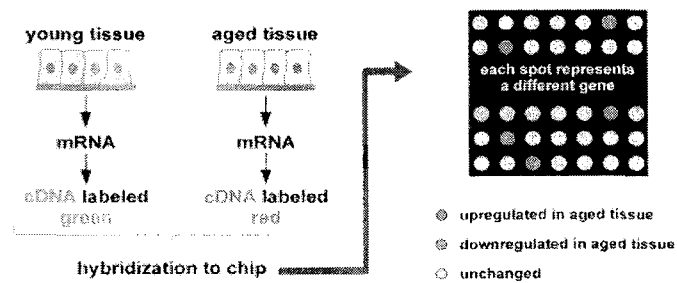 young tissue
aged tissue
mRNA
mRNA
cDNA labeled
green
cDNA labeled
red
hybridization to chip
each spot represents
a different gene
upregulated in aged tissue
downregulated in aged tissue
unchanged